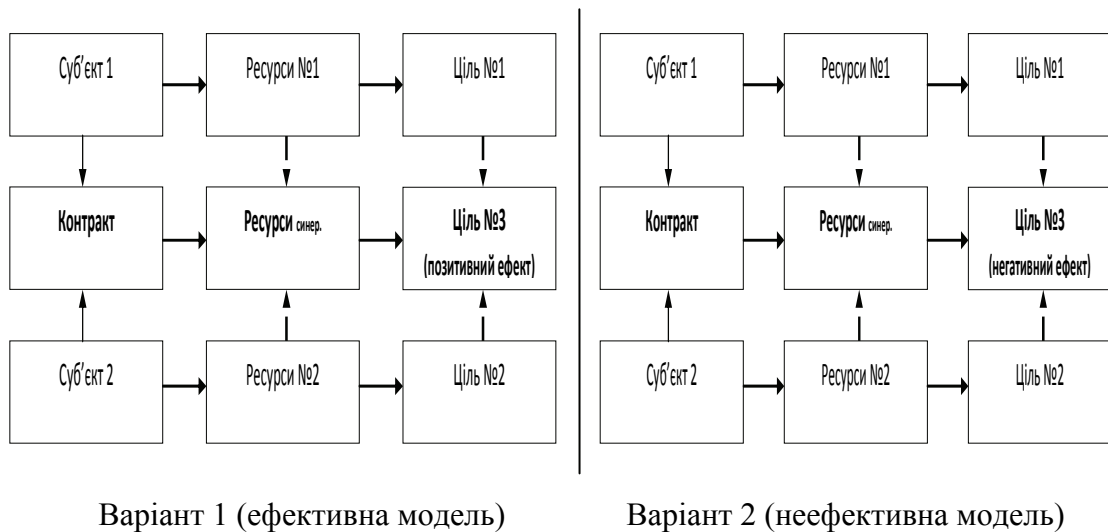 Суб’єкт 1
Ресурси №1
Ціль №1
Контракт
Ресурси синер.
Ціль №3
(позитивний ефект)
Суб’єкт 2
Ресурси №2
Ціль №2
Варіант 1 (ефективна модель)
Суб’єкт 1
Ресурси №1
Ціль №1
Контракт
Ресурси синер.
Ціль №3
(негативний ефект)
Суб’єкт 2
Ресурси №2
Ціль №2
Варіант 2 (неефективна модель)